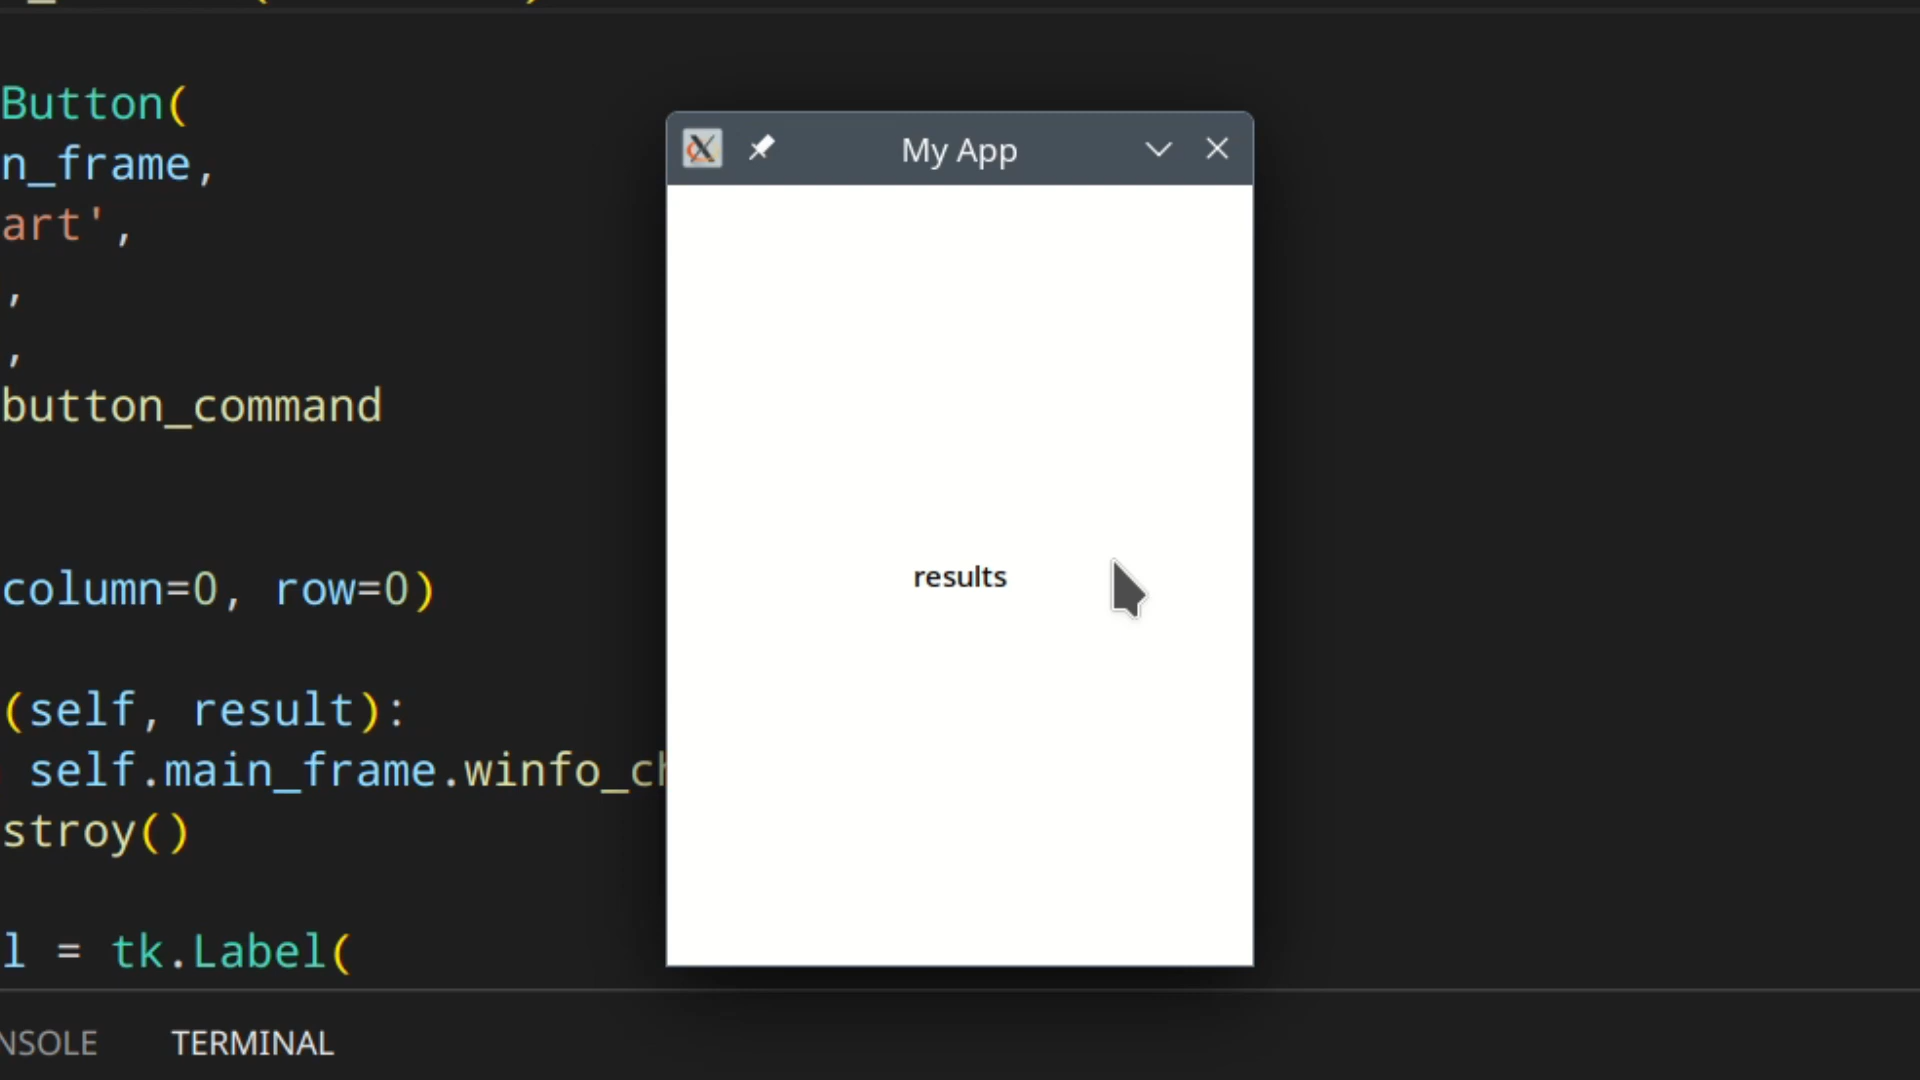 Button(
n_frame,
art',
,
,
button_command
column=0, row=0)
(self, result):
self.main_frame.winfo_ch
stroy()
l = tk.Label(
NSOLE
TERMINAL
My App
results